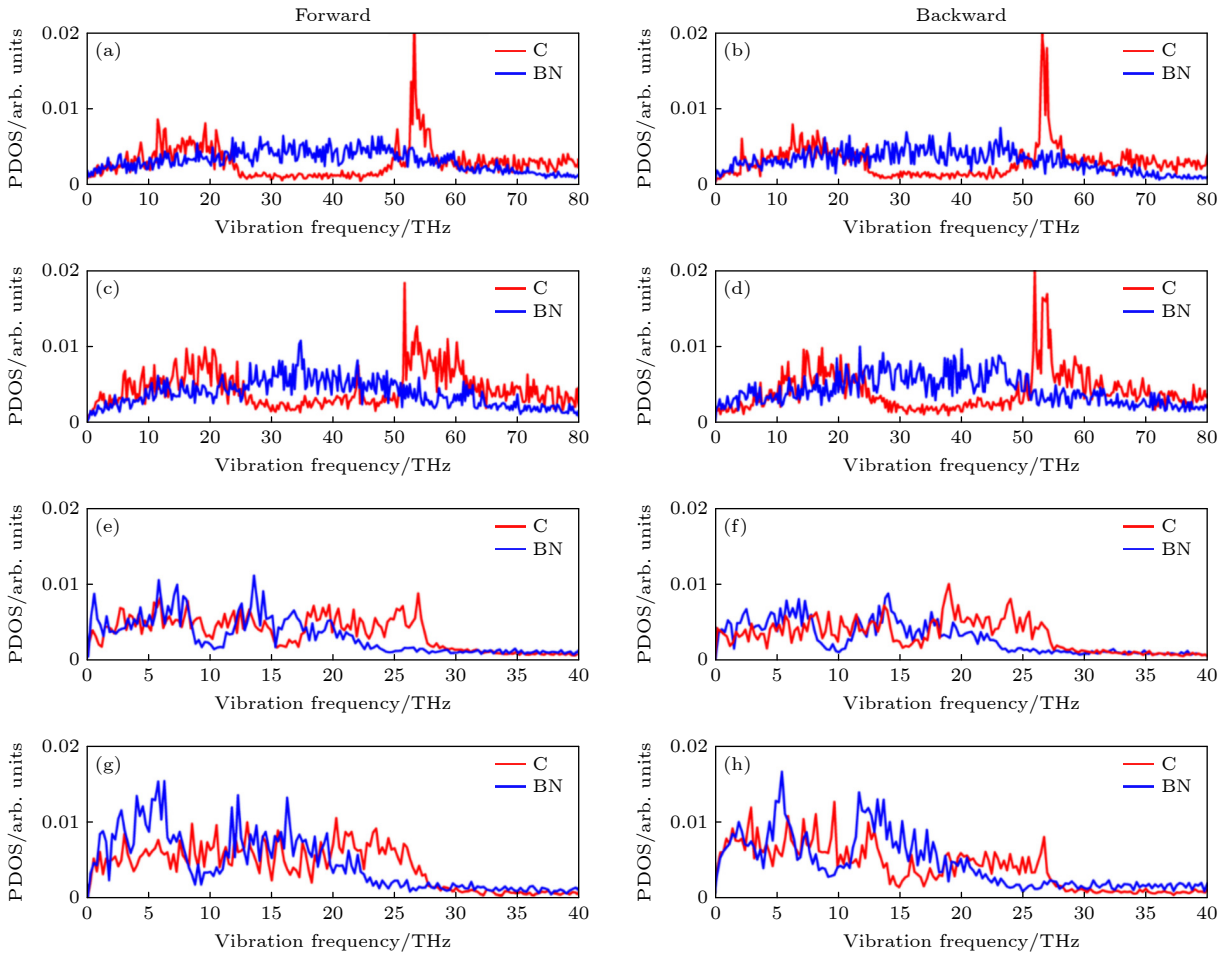 Forward
Backward
PDOS/arb. units
0.02
0.01
0
(a)
C
BN
0 10 20 30 40 50 60 70 80
Vibration frequency/THz
PDOS/arb. units
0.02
0.01
0
(b)
C
BN
0 10 20 30 40 50 60 70 80
Vibration frequency/THz
PDOS/arb. units
0.02
0.01
0
(c)
C
BN
0 10 20 30 40 50 60 70 80
Vibration frequency/THz
PDOS/arb. units
0.02
0.01
0
(d)
C
BN
0 10 20 30 40 50 60 70 80
Vibration frequency/THz
PDOS/arb. units
0.02
0.01
0
(e)
C
BN
0 5 10 15 20 25 30 35 40
Vibration frequency/THz
PDOS/arb. units
0.02
0.01
0
(f)
C
BN
0 5 10 15 20 25 30 35 40
Vibration frequency/THz
PDOS/arb. units
0.02
0.01
0
(g)
C
BN
0 5 10 15 20 25 30 35 40
Vibration frequency/THz
PDOS/arb. units
0.02
0.01
0
(h)
C
BN
0 5 10 15 20 25 30 35 40
Vibration frequency/THz